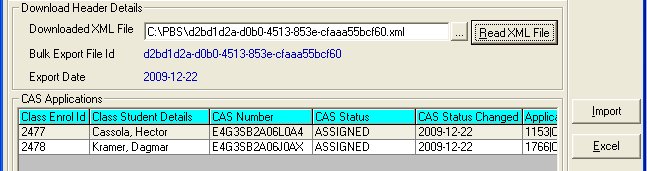 Download Header Details
Downloaded XML File C:\PBS\d2bd1d2a-d0b0-4513-853e-cfaaa55bcf60.xml ... Read XML File
Bulk Export File Id d2bd1d2a-d0b0-4513-853e-cfaaa55bcf60
Export Date 2009-12-22
CAS Applications
Class Enrol Id Class Student Details CAS Number CAS Status CAS Status Changed Applica
2477 Cassola, Hector E4G3SB2A06L0A4 ASSIGNED 2009-12-22 1153|C
2478 Kramer, Dagmar E4G3SB2A06J0AX ASSIGNED 2009-12-22 1766|C
Import
Excel